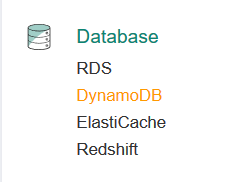 Database
RDS
DynamoDB
ElastiCache
Redshift